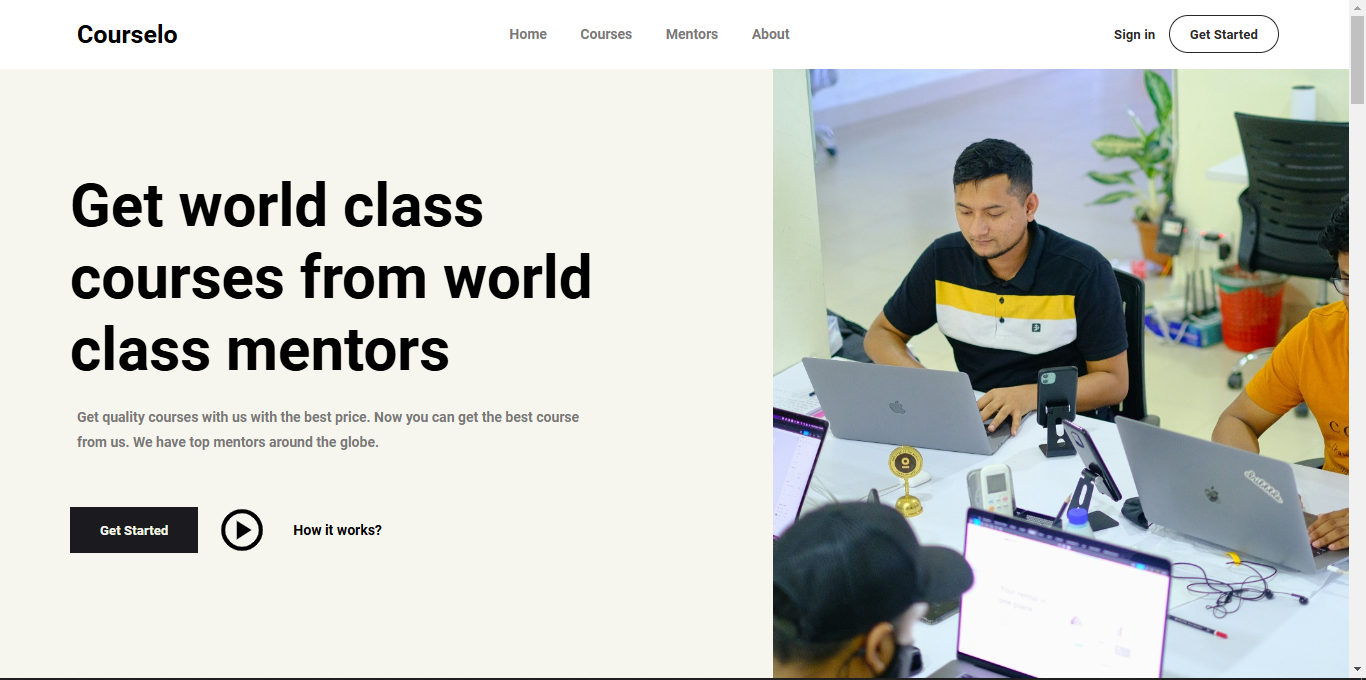 Courselo
Home Courses Mentors About
Sign in Get Started
Get world class
courses from world
class mentors
Get quality courses with us with the best price. Now you can get the best course
from us. We have top mentors around the globe.
Get Started How it works?